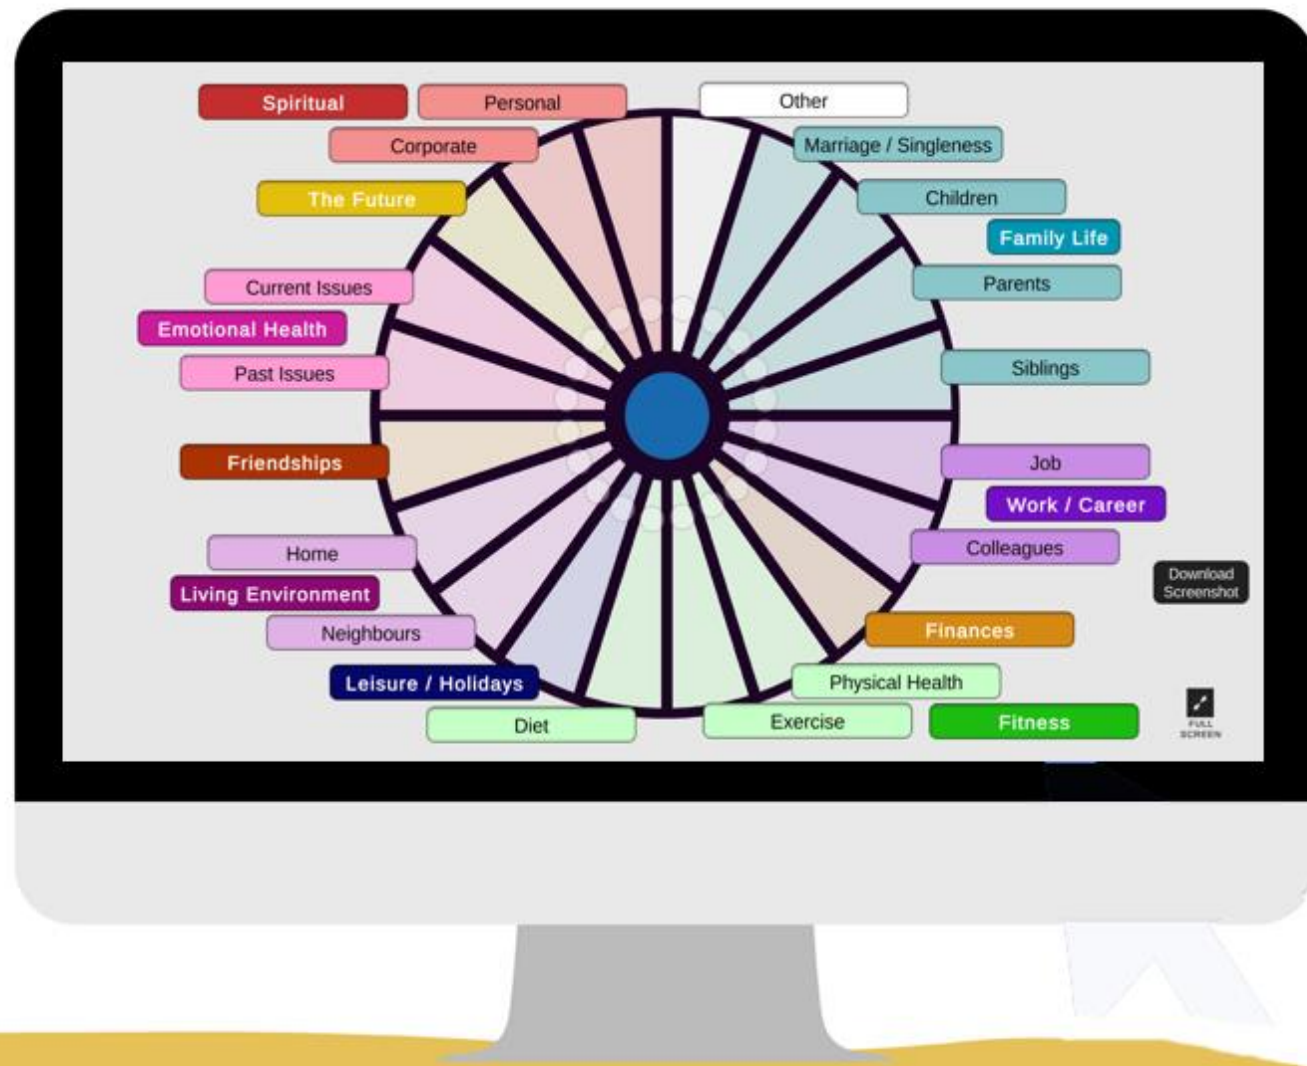 Spiritual
Personal
Other
Corporate
Marriage / Singleness
The Future
Children
Family Life
Current Issues
Parents
Emotional Health
Past Issues
Siblings
Friendships
Job
Work / Career
Home
Colleagues
Living Environment
Download
Screenshot
Neighbours
Finances
Leisure / Holidays
Physical Health
Diet
Exercise
Fitness
FULL
SCREEN